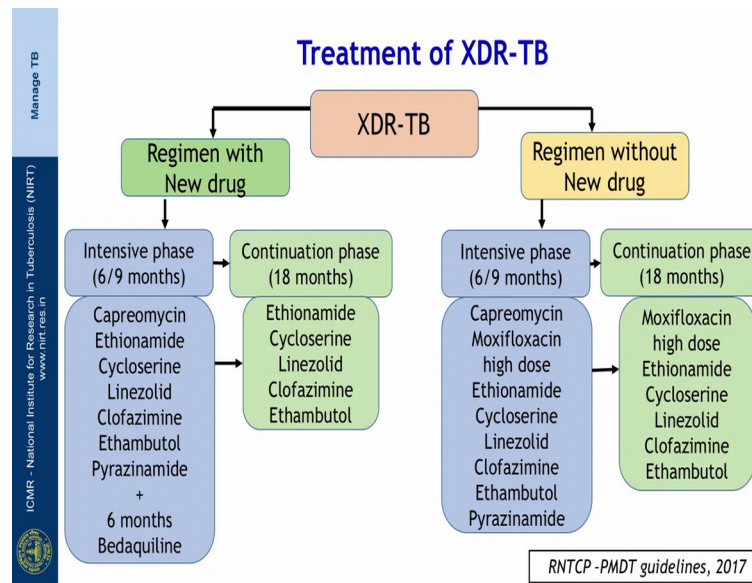 Manage TB
ICMR - National Institute for Research in Tuberculosis (NIRT)
www.nirt.res.in
Treatment of XDR-TB
XDR-TB
Regimen with
New drug
Intensive phase
(6/9 months)
Continuation phase
(18 months)
Capreomycin
Ethionamide
Cycloserine
Linezolid
Clofazimine
Ethambutol
Pyrazinamide
+
6 months
Bedaquiline
Ethionamide
Cycloserine
Linezolid
Clofazimine
Ethambutol
Regimen without
New drug
Intensive phase
(6/9 months)
Continuation phase
(18 months)
Capreomycin
Moxifloxacin
high dose
Ethionamide
Cycloserine
Linezolid
Clofazimine
Ethambutol
Pyrazinamide
Moxifloxacin
high dose
Ethionamide
Cycloserine
Linezolid
Clofazimine
Ethambutol
RNTCP -PMDT guidelines, 2017